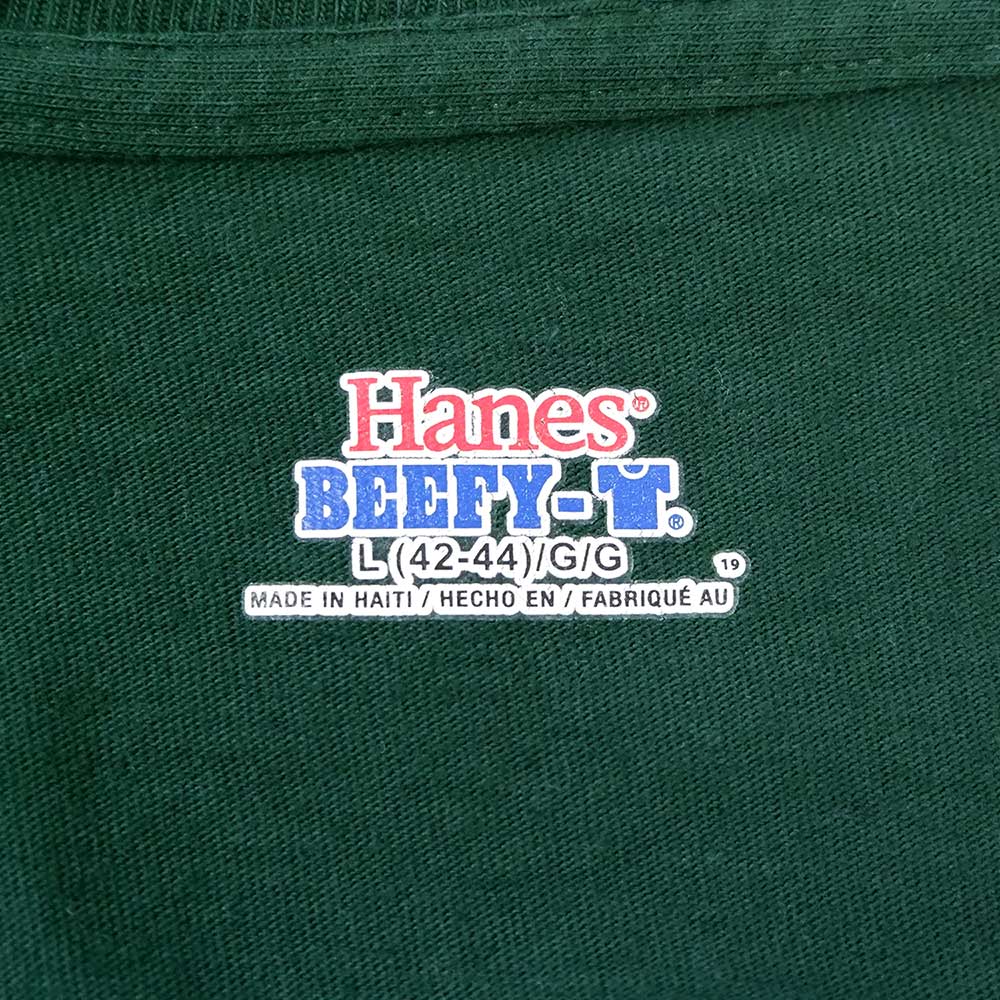 Hanes®
BEEFY-T®
L (42-44)/G/G
19
MADE IN HAITI / HECHO EN / FABRIQUÉ AU